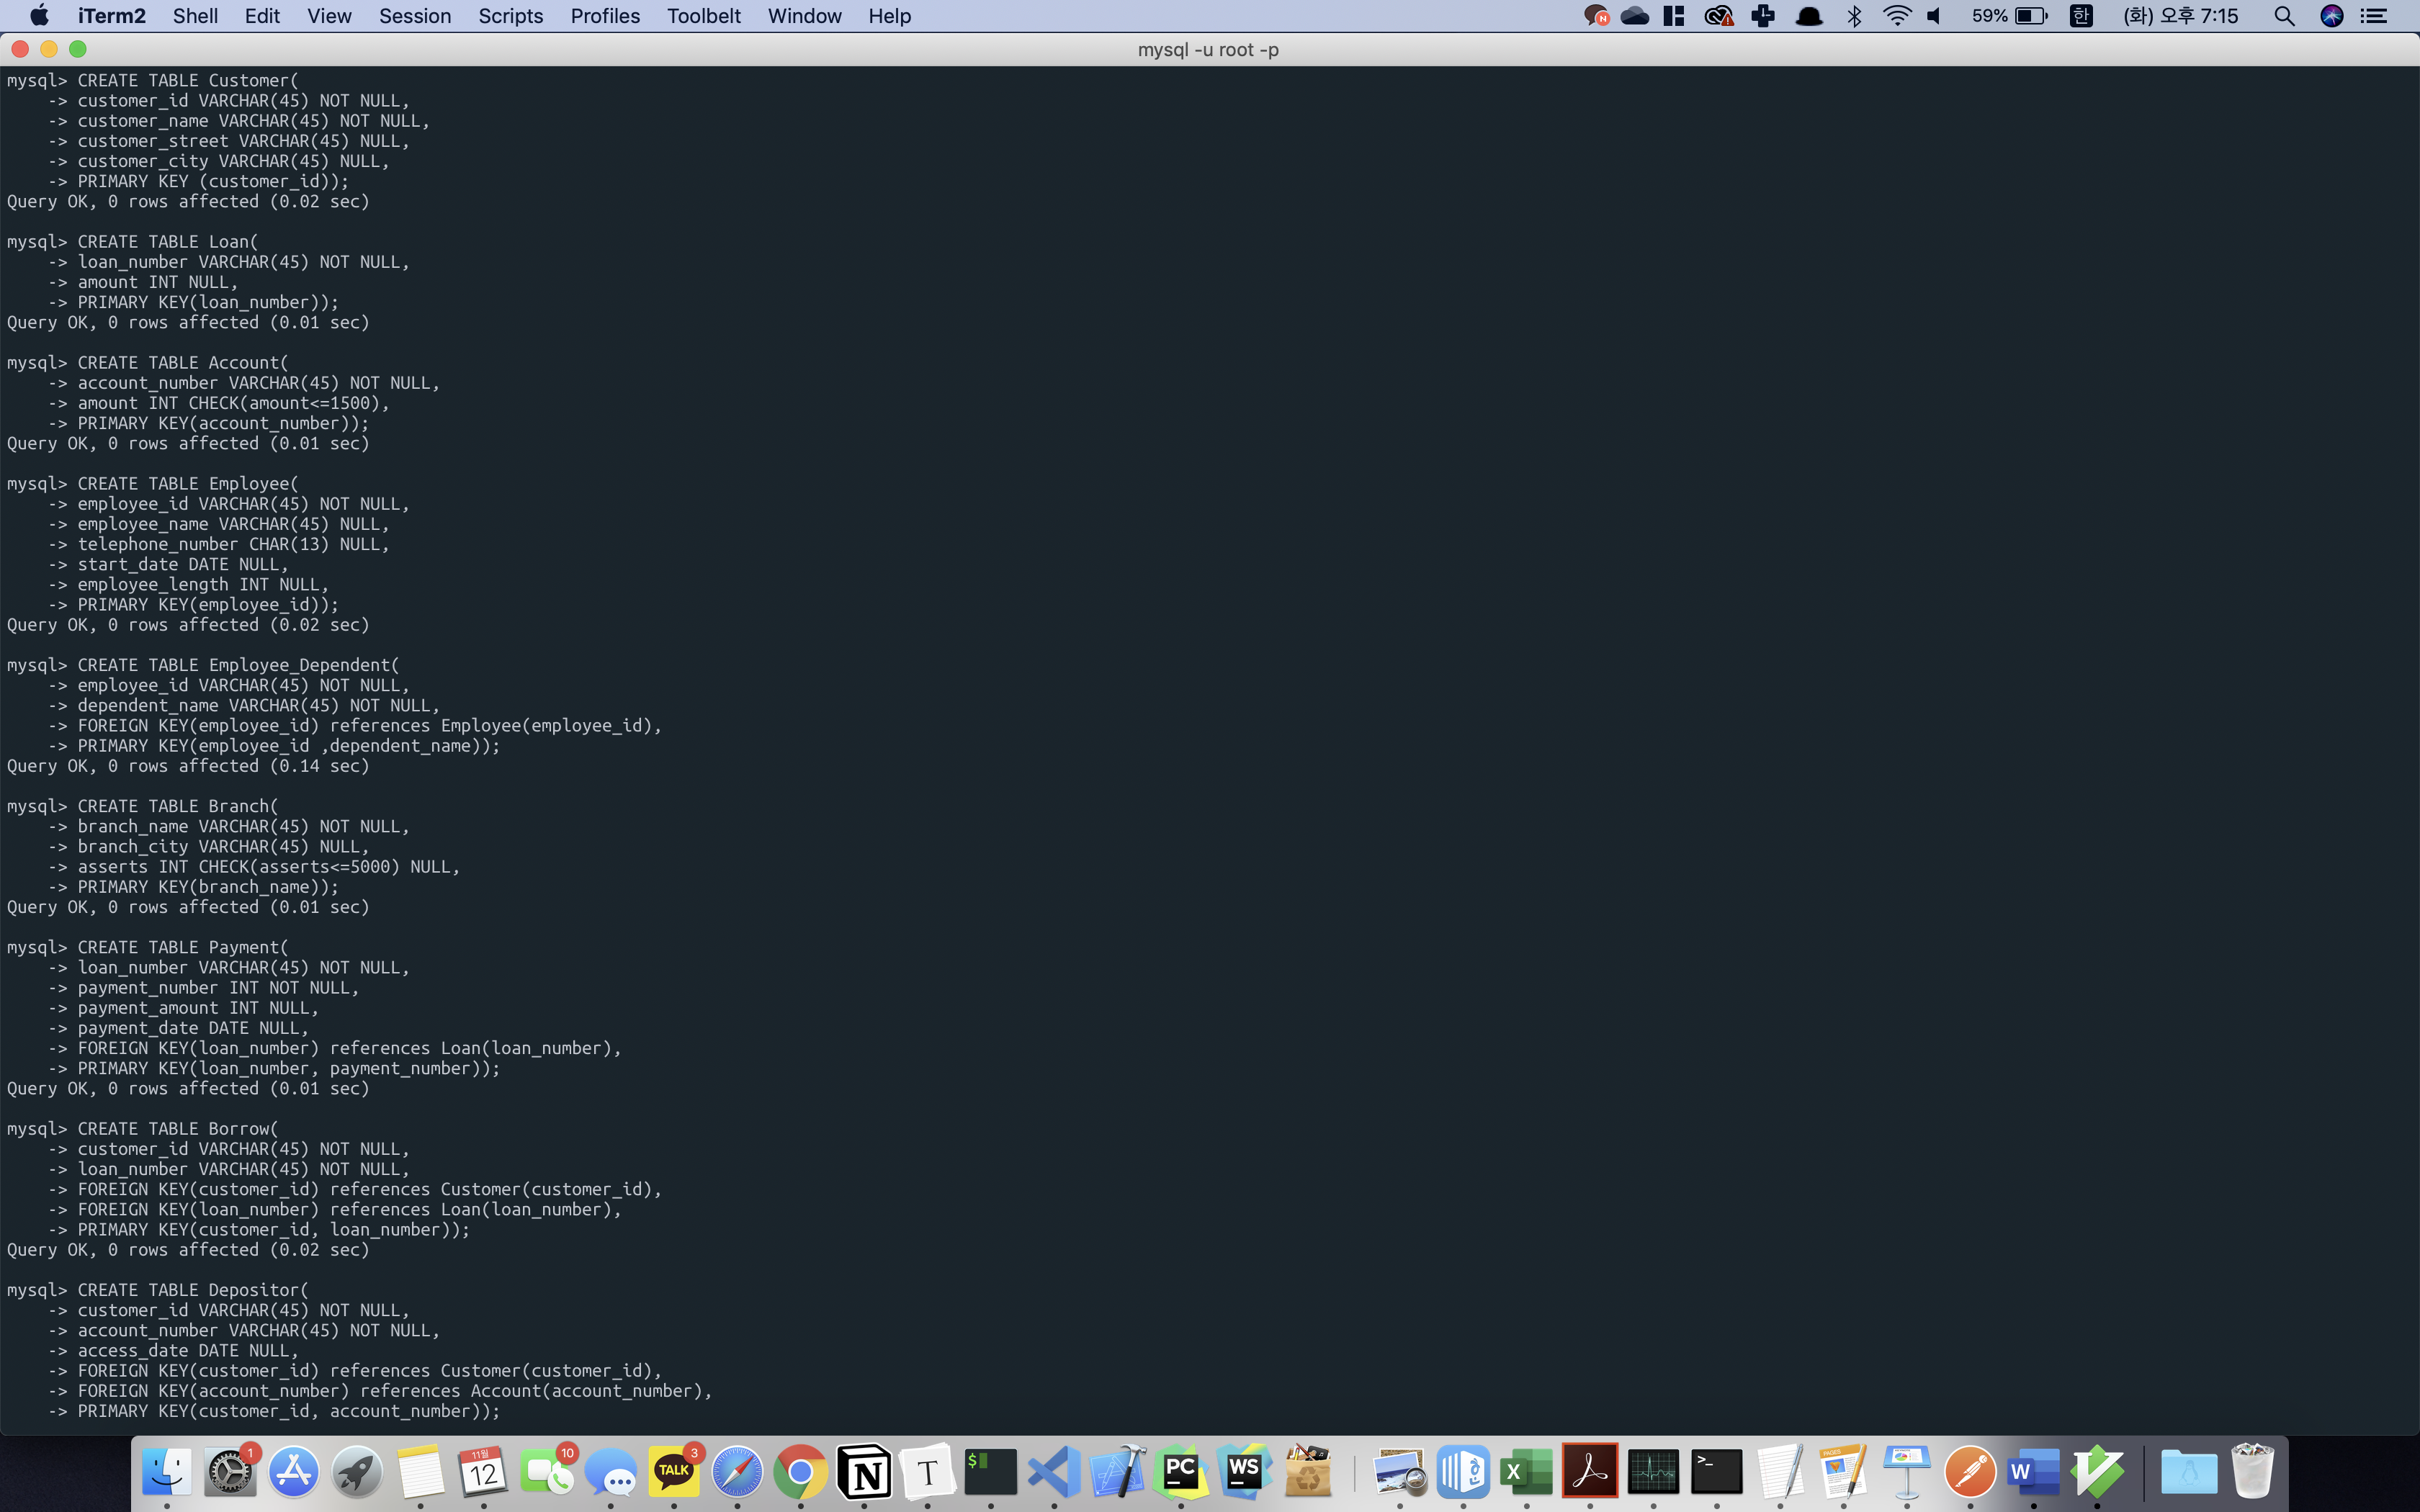 iTerm2 Shell Edit View Session Scripts Profiles Toolbelt Window Help N 59% 한 (화) 오후 7:15
mysql -u root -p
mysql> CREATE TABLE Customer(
    -> customer_id VARCHAR(45) NOT NULL,
    -> customer_name VARCHAR(45) NOT NULL,
    -> customer_street VARCHAR(45) NULL,
    -> customer_city VARCHAR(45) NULL,
    -> PRIMARY KEY (customer_id));
Query OK, 0 rows affected (0.02 sec)
mysql> CREATE TABLE Loan(
    -> loan_number VARCHAR(45) NOT NULL,
    -> amount INT NULL,
    -> PRIMARY KEY(loan_number));
Query OK, 0 rows affected (0.01 sec)
mysql> CREATE TABLE Account(
    -> account_number VARCHAR(45) NOT NULL,
    -> amount INT CHECK(amount<=1500),
    -> PRIMARY KEY(account_number));
Query OK, 0 rows affected (0.01 sec)
mysql> CREATE TABLE Employee(
    -> employee_id VARCHAR(45) NOT NULL,
    -> employee_name VARCHAR(45) NULL,
    -> telephone_number CHAR(13) NULL,
    -> start_date DATE NULL,
    -> employee_length INT NULL,
    -> PRIMARY KEY(employee_id));
Query OK, 0 rows affected (0.02 sec)
mysql> CREATE TABLE Employee_Dependent(
    -> employee_id VARCHAR(45) NOT NULL,
    -> dependent_name VARCHAR(45) NOT NULL,
    -> FOREIGN KEY(employee_id) references Employee(employee_id),
    -> PRIMARY KEY(employee_id ,dependent_name));
Query OK, 0 rows affected (0.14 sec)
mysql> CREATE TABLE Branch(
    -> branch_name VARCHAR(45) NOT NULL,
    -> branch_city VARCHAR(45) NULL,
    -> asserts INT CHECK(asserts<=5000) NULL,
    -> PRIMARY KEY(branch_name));
Query OK, 0 rows affected (0.01 sec)
mysql> CREATE TABLE Payment(
    -> loan_number VARCHAR(45) NOT NULL,
    -> payment_number INT NOT NULL,
    -> payment_amount INT NULL,
    -> payment_date DATE NULL,
    -> FOREIGN KEY(loan_number) references Loan(loan_number),
    -> PRIMARY KEY(loan_number, payment_number));
Query OK, 0 rows affected (0.01 sec)
mysql> CREATE TABLE Borrow(
    -> customer_id VARCHAR(45) NOT NULL,
    -> loan_number VARCHAR(45) NOT NULL,
    -> FOREIGN KEY(customer_id) references Customer(customer_id),
    -> FOREIGN KEY(loan_number) references Loan(loan_number),
    -> PRIMARY KEY(customer_id, loan_number));
Query OK, 0 rows affected (0.02 sec)
mysql> CREATE TABLE Depositor(
    -> customer_id VARCHAR(45) NOT NULL,
    -> account_number VARCHAR(45) NOT NULL,
    -> access_date DATE NULL,
    -> FOREIGN KEY(customer_id) references Customer(customer_id),
    -> FOREIGN KEY(account_number) references Account(account_number),
    -> PRIMARY KEY(customer_id, account_number));
1 11월 12 10 TALK 3 N T $ PC WS X >_ PAGES W